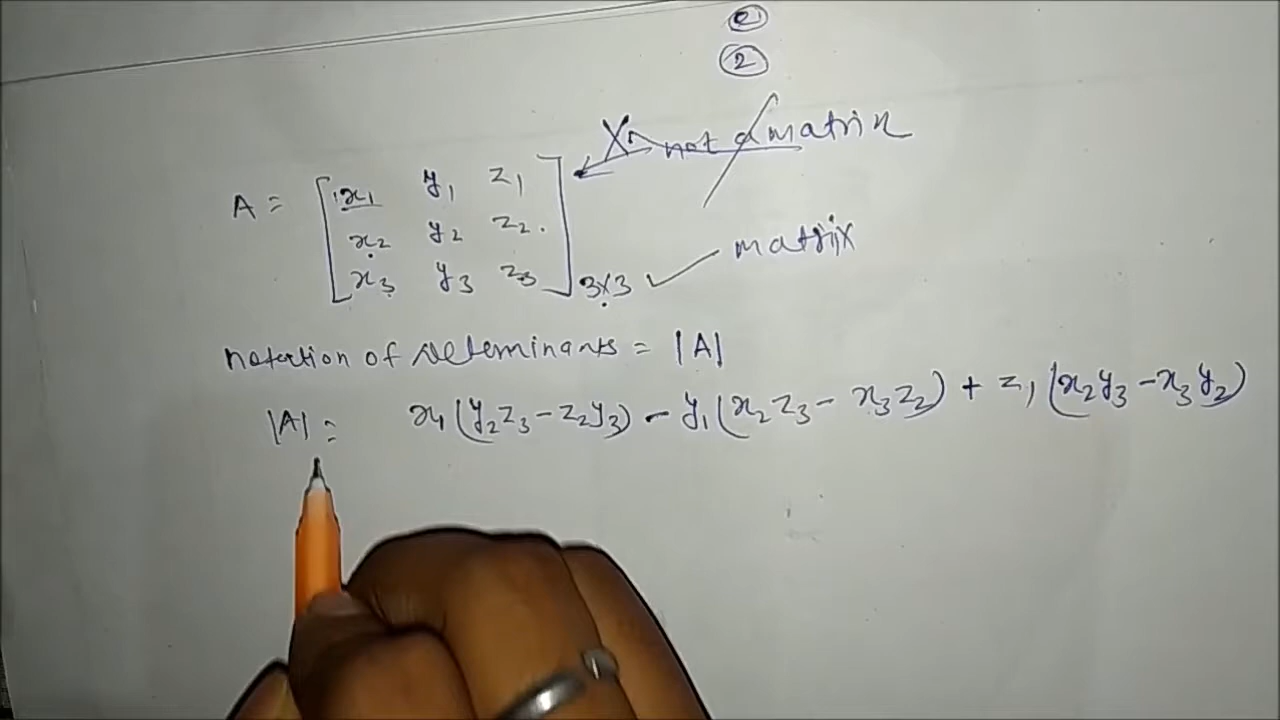 ②
②
X not a matrix
A = [ x₁ y₁ z₁
x₂ y₂ z₂
x₃ y₃ z₃ ] 3×3 ✓ matrix
notation of determinants = |A|
|A| = x₁(y₂z₃ - z₂y₃) - y₁(x₂z₃ - x₃z₂) + z₁(x₂y₃ - x₃y₂)